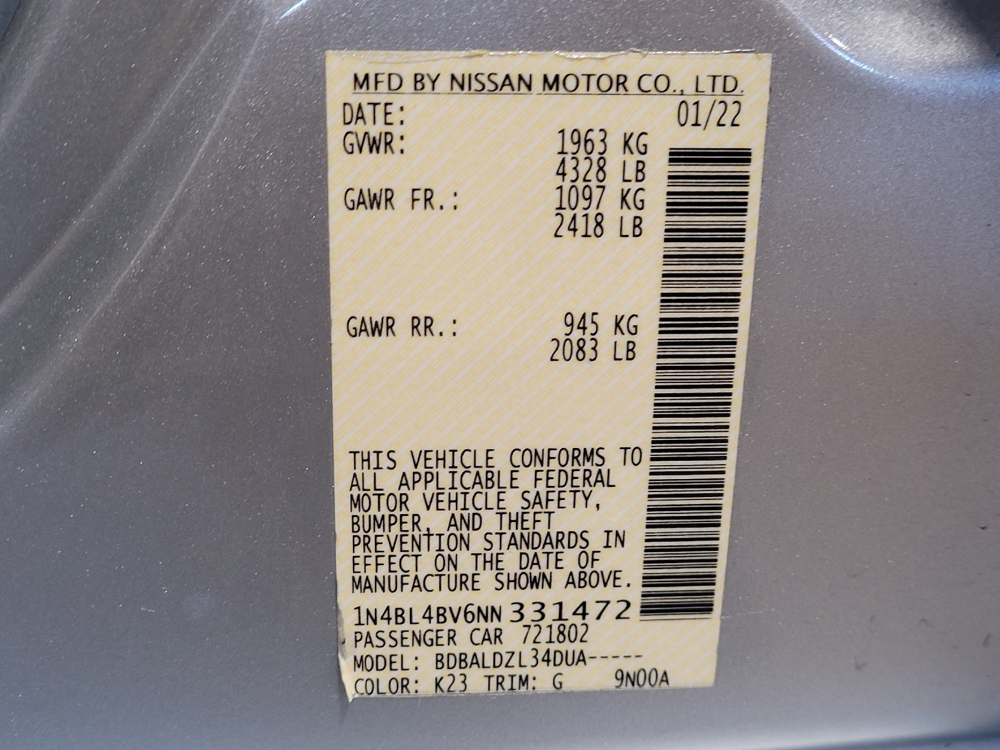 MFD BY NISSAN MOTOR CO., LTD.
DATE: 01/22
GVWR: 1963 KG
4328 LB
GAWR FR.: 1097 KG
2418 LB
GAWR RR.: 945 KG
2083 LB
THIS VEHICLE CONFORMS TO
ALL APPLICABLE FEDERAL
MOTOR VEHICLE SAFETY,
BUMPER, AND THEFT
PREVENTION STANDARDS IN
EFFECT ON THE DATE OF
MANUFACTURE SHOWN ABOVE.
1N4BL4BV6NN331472
PASSENGER CAR 721802
MODEL: BDBALDZL34DUA-----
COLOR: K23 TRIM: G 9N00A